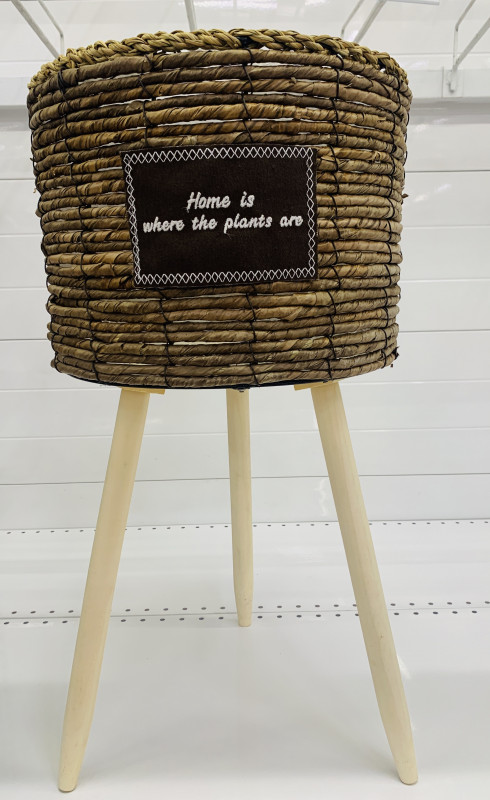 Home is
where the plants are